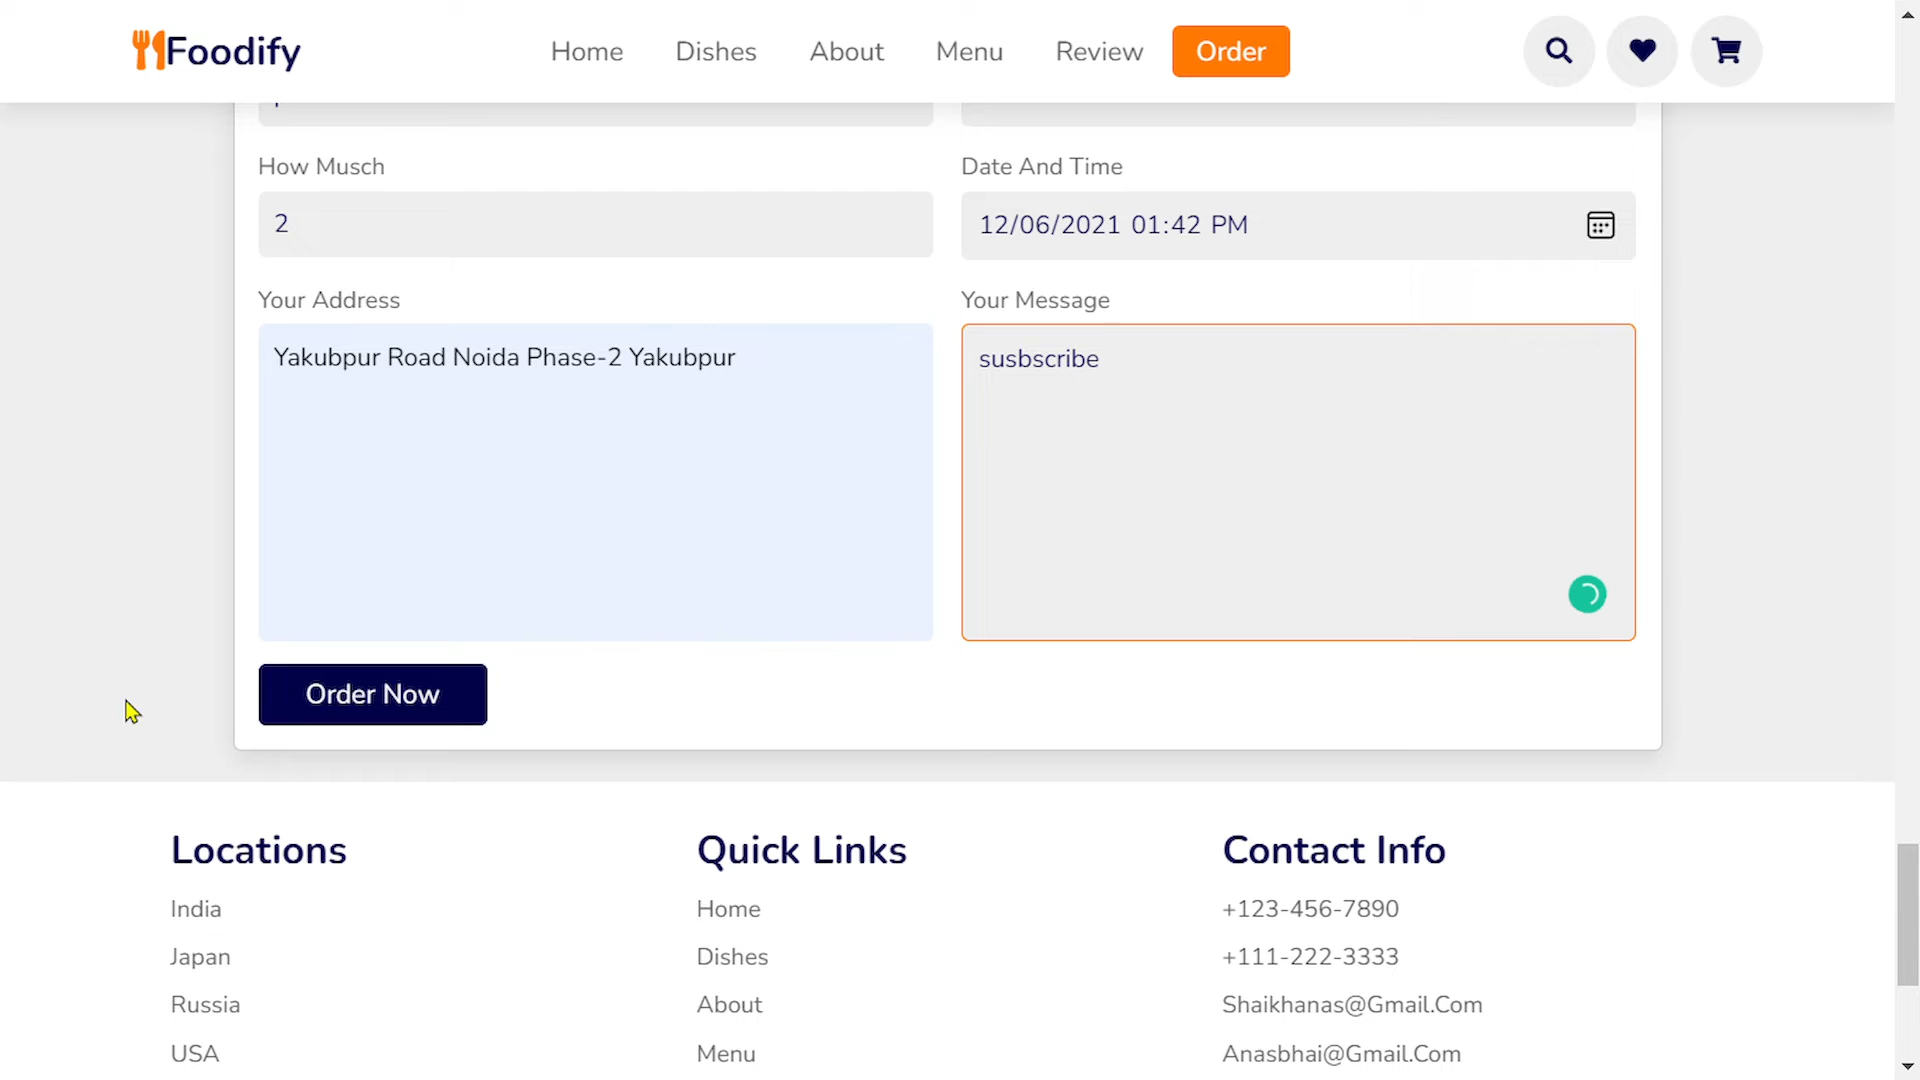 Foodify
Home Dishes About Menu Review Order
How Musch Date And Time
2 12/06/2021 01:42 PM
Your Address Your Message
Yakubpur Road Noida Phase-2 Yakubpur susbscribe
Order Now
Locations Quick Links Contact Info
India Home +123-456-7890
Japan Dishes +111-222-3333
Russia About Shaikhanas@Gmail.Com
USA Menu Anasbhai@Gmail.Com